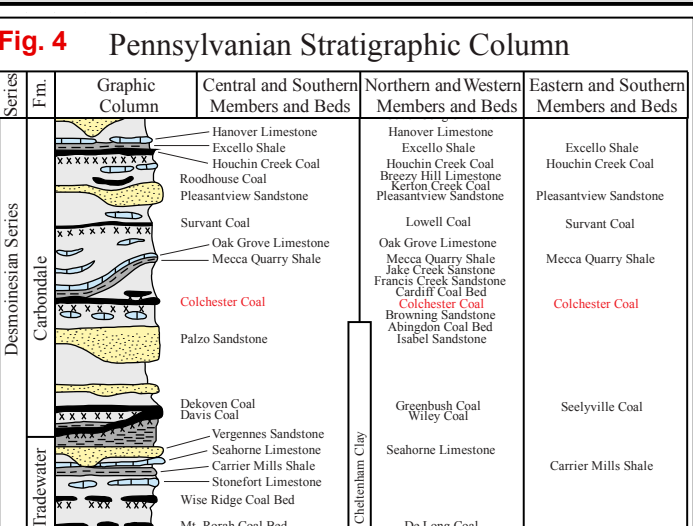 Fig. 4 Pennsylvanian Stratigraphic Column
Series
Fm.
Graphic
Column
Central and Southern
Members and Beds
Northern and Western
Members and Beds
Eastern and Southern
Members and Beds
Desmoinesian Series
Carbondale
Tradewater
Hanover Limestone
Excello Shale
Houchin Creek Coal
Roodhouse Coal
Pleasantview Sandstone
Survant Coal
Oak Grove Limestone
Mecca Quarry Shale
Colchester Coal
Palzo Sandstone
Dekoven Coal
Davis Coal
Vergennes Sandstone
Seahorne Limestone
Carrier Mills Shale
Stonefort Limestone
Wise Ridge Coal Bed
Mt. Rorah Coal Bed
Hanover Limestone
Excello Shale
Houchin Creek Coal
Breezy Hill Limestone
Kerton Creek Coal
Pleasantview Sandstone
Lowell Coal
Oak Grove Limestone
Mecca Quarry Shale
Jake Creek Sanstone
Francis Creek Sandstone
Cardiff Coal Bed
Colchester Coal
Browning Sandstone
Abingdon Coal Bed
Isabel Sandstone
Greenbush Coal
Wiley Coal
Seahorne Limestone
De Long Coal
Cheltenham Clay
Excello Shale
Houchin Creek Coal
Pleasantview Sandstone
Survant Coal
Mecca Quarry Shale
Colchester Coal
Seelyville Coal
Carrier Mills Shale